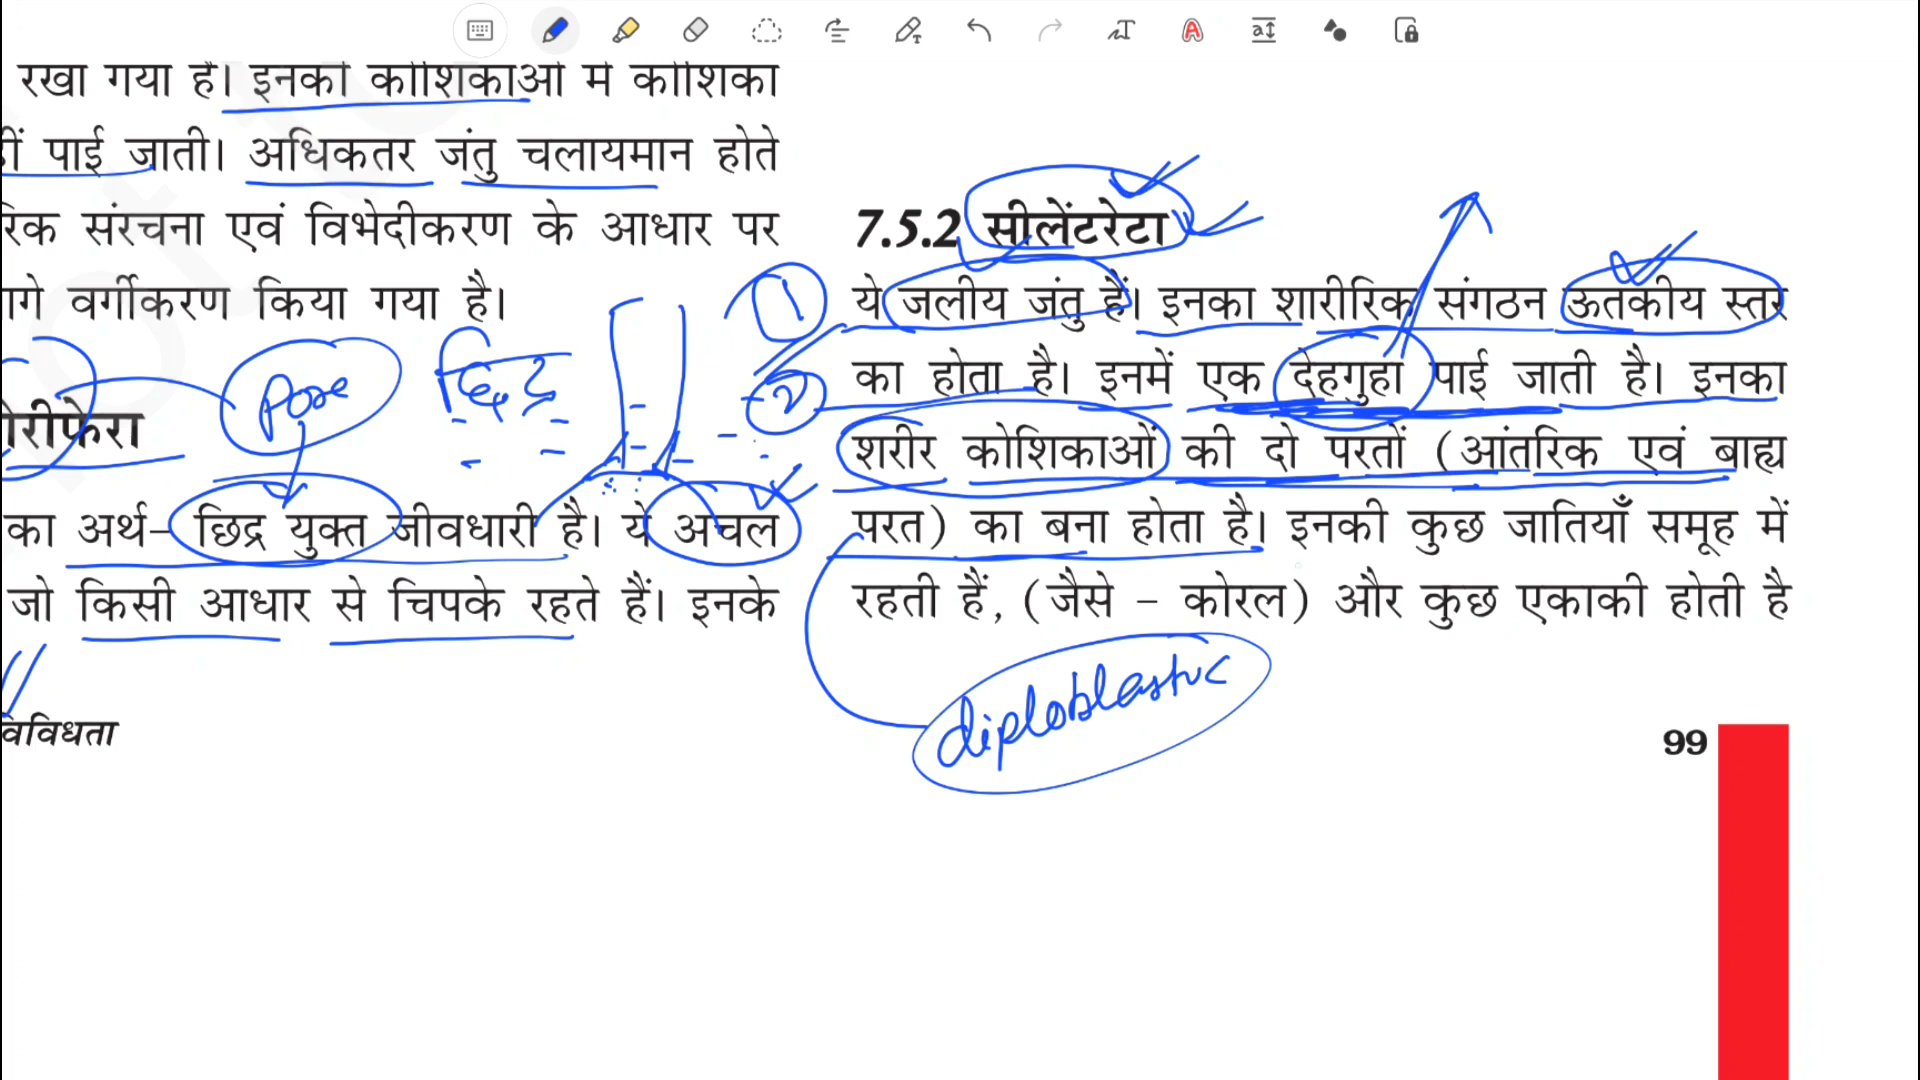 रखा गया है। इनकी कोशिकाओं में कोशिका
पाई जाती। अधिकतर जंतु चलायमान होते
संरचना एवं विभेदीकरण के आधार पर
वर्गीकरण किया गया है।
Pore
छिद्र
का अर्थ– छिद्र युक्त जीवधारी है। ये अचल
जो किसी आधार से चिपके रहते हैं। इनके
विविधता
7.5.2 सीलेंटरेटा
1
ये जलीय जंतु हैं। इनका शारीरिक संगठन ऊतकीय स्तर
2
का होता है। इनमें एक देहगुहा पाई जाती है। इनका
शरीर कोशिकाओं की दो परतों (आंतरिक एवं बाह्य
परत) का बना होता है। इनकी कुछ जातियाँ समूह में
रहती हैं, (जैसे – कोरल) और कुछ एकाकी होती है
diploblastic
99